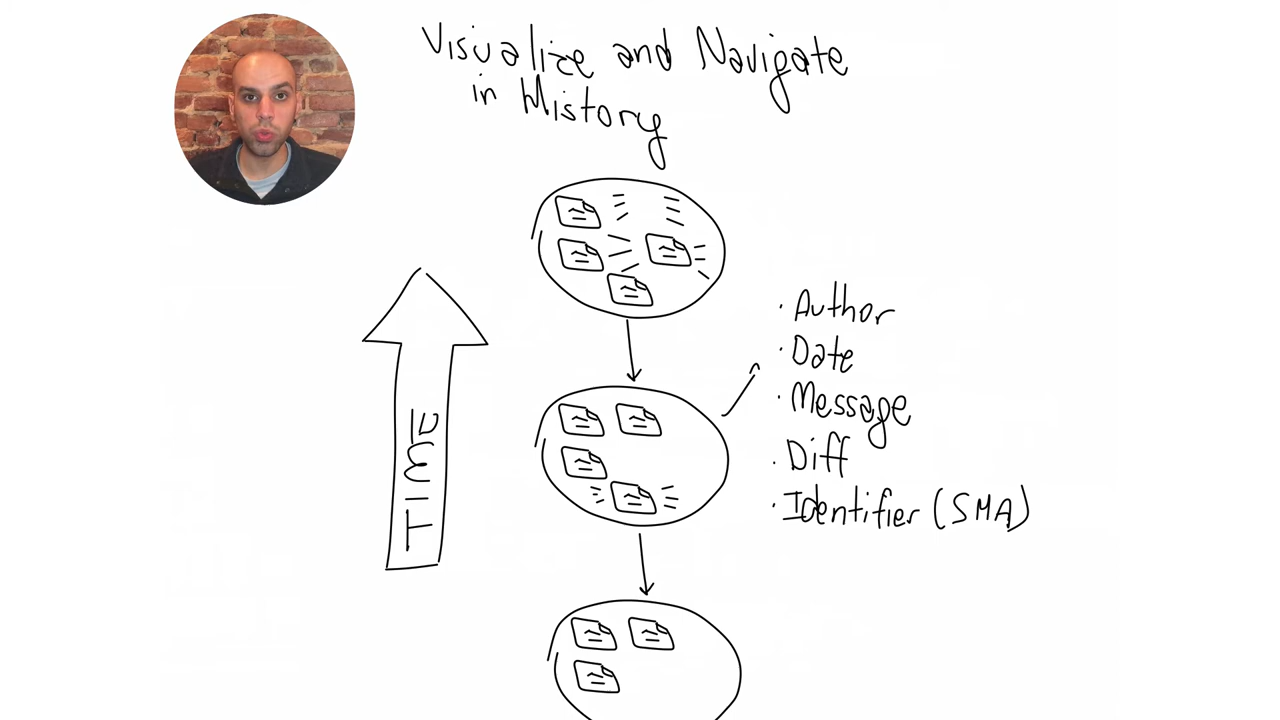 Visualize and Navigate
in History
TIME
· Author
· Date
· Message
· Diff
· Identifier (SHA)